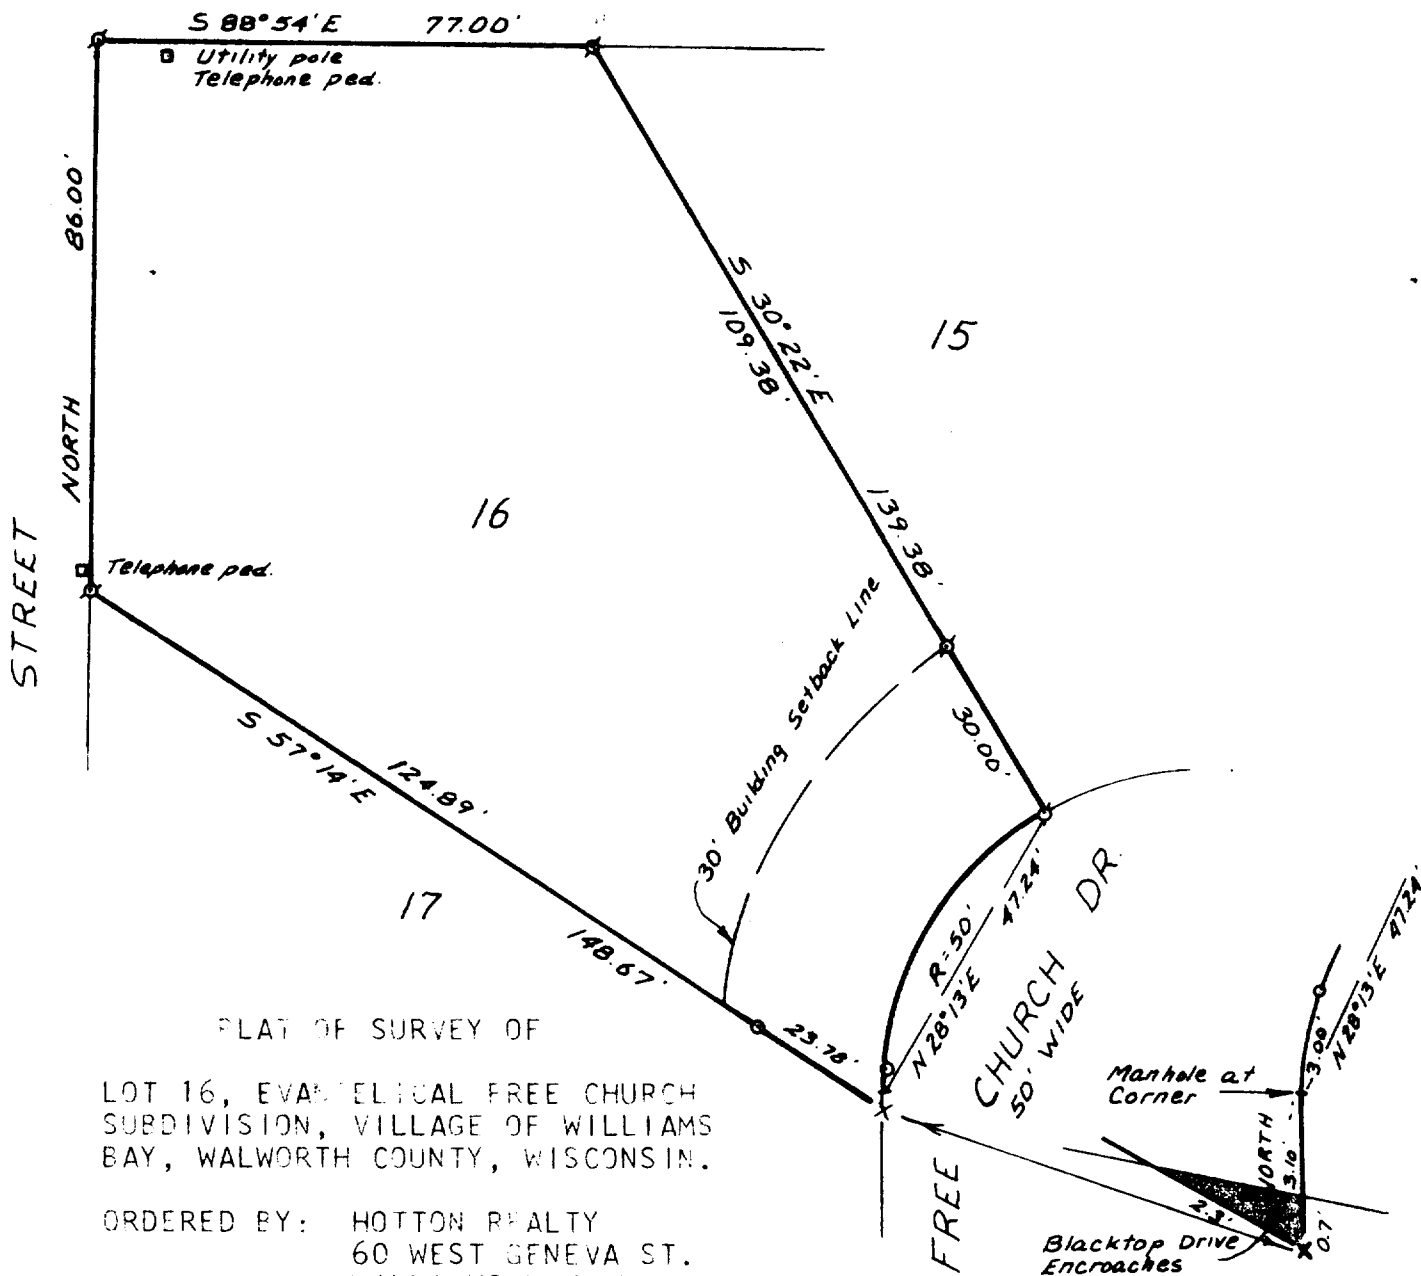 S 88°54' E 77.00'
Utility pole
Telephone ped.
86.00'
NORTH
STREET
Telephone ped.
S 30° 22' E
109.38'
139.38'
15
16
30' Building Setback Line
30.00'
S 57°14' E
124.89'
148.67'
17
23.78'
R=50'
N 28°13' E 47.24'
FREE CHURCH DR.
50' WIDE
PLAT OF SURVEY OF
LOT 16, EVAN ELICAL FREE CHURCH
SUBDIVISION, VILLAGE OF WILLIAMS
BAY, WALWORTH COUNTY, WISCONSIN.
ORDERED BY: HOTTON REALTY
60 WEST GENEVA ST.
Manhole at
Corner
3.00'
N 28°13' E 47.24'
NORTH
3.10'
2.3'
0.7'
Blacktop Drive
Encroaches